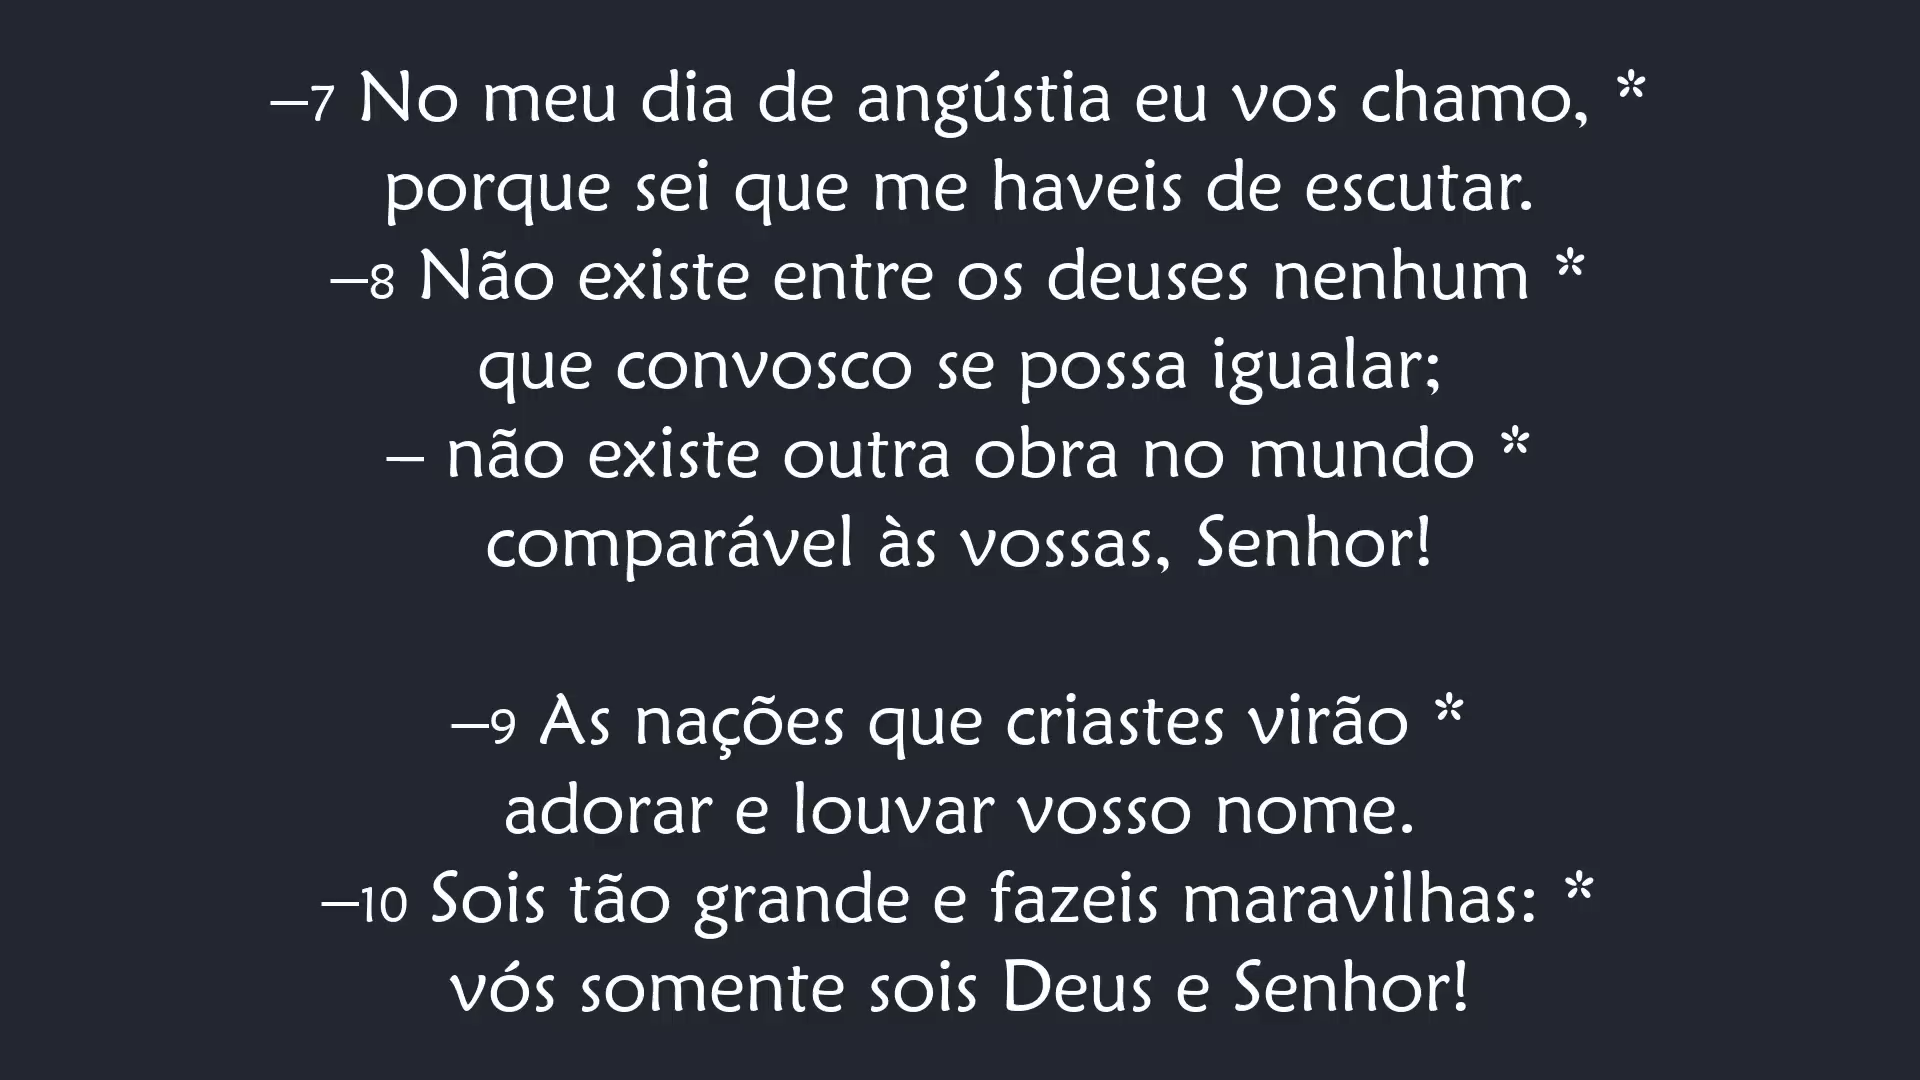 –7 No meu dia de angústia eu vos chamo, *
porque sei que me haveis de escutar.
–8 Não existe entre os deuses nenhum *
que convosco se possa igualar;
– não existe outra obra no mundo *
comparável às vossas, Senhor!
–9 As nações que criastes virão *
adorar e louvar vosso nome.
–10 Sois tão grande e fazeis maravilhas: *
vós somente sois Deus e Senhor!